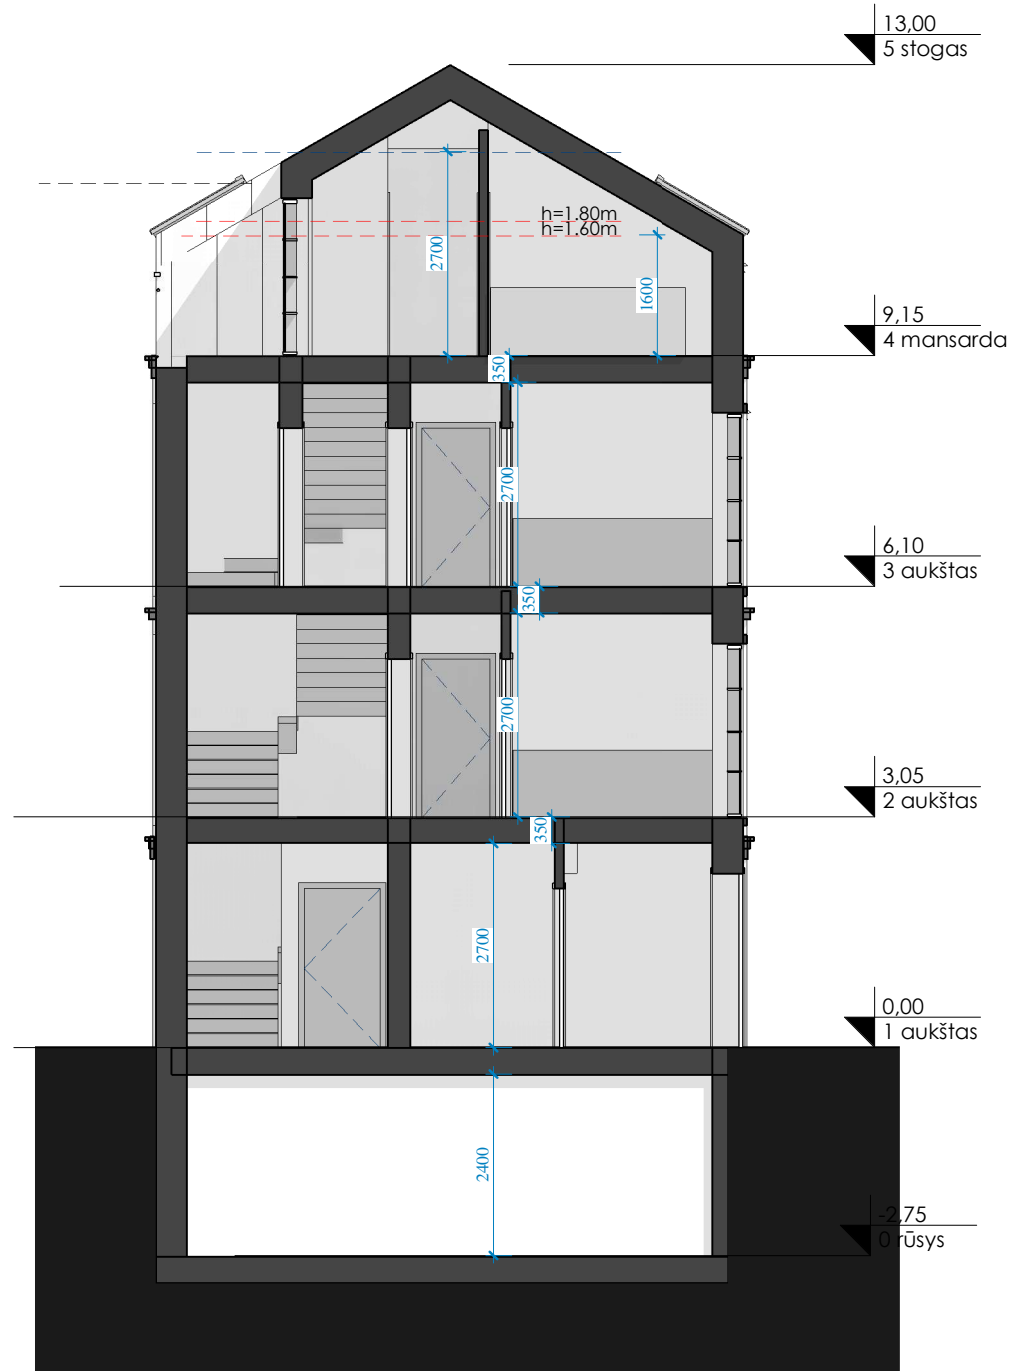 13,00
5 stogas
h=1.80m
h=1.60m
2700
1600
9,15
4 mansarda
350
2700
6,10
3 aukštas
350
2700
3,05
2 aukštas
350
2700
0,00
1 aukštas
2400
-2,75
0 rūsys